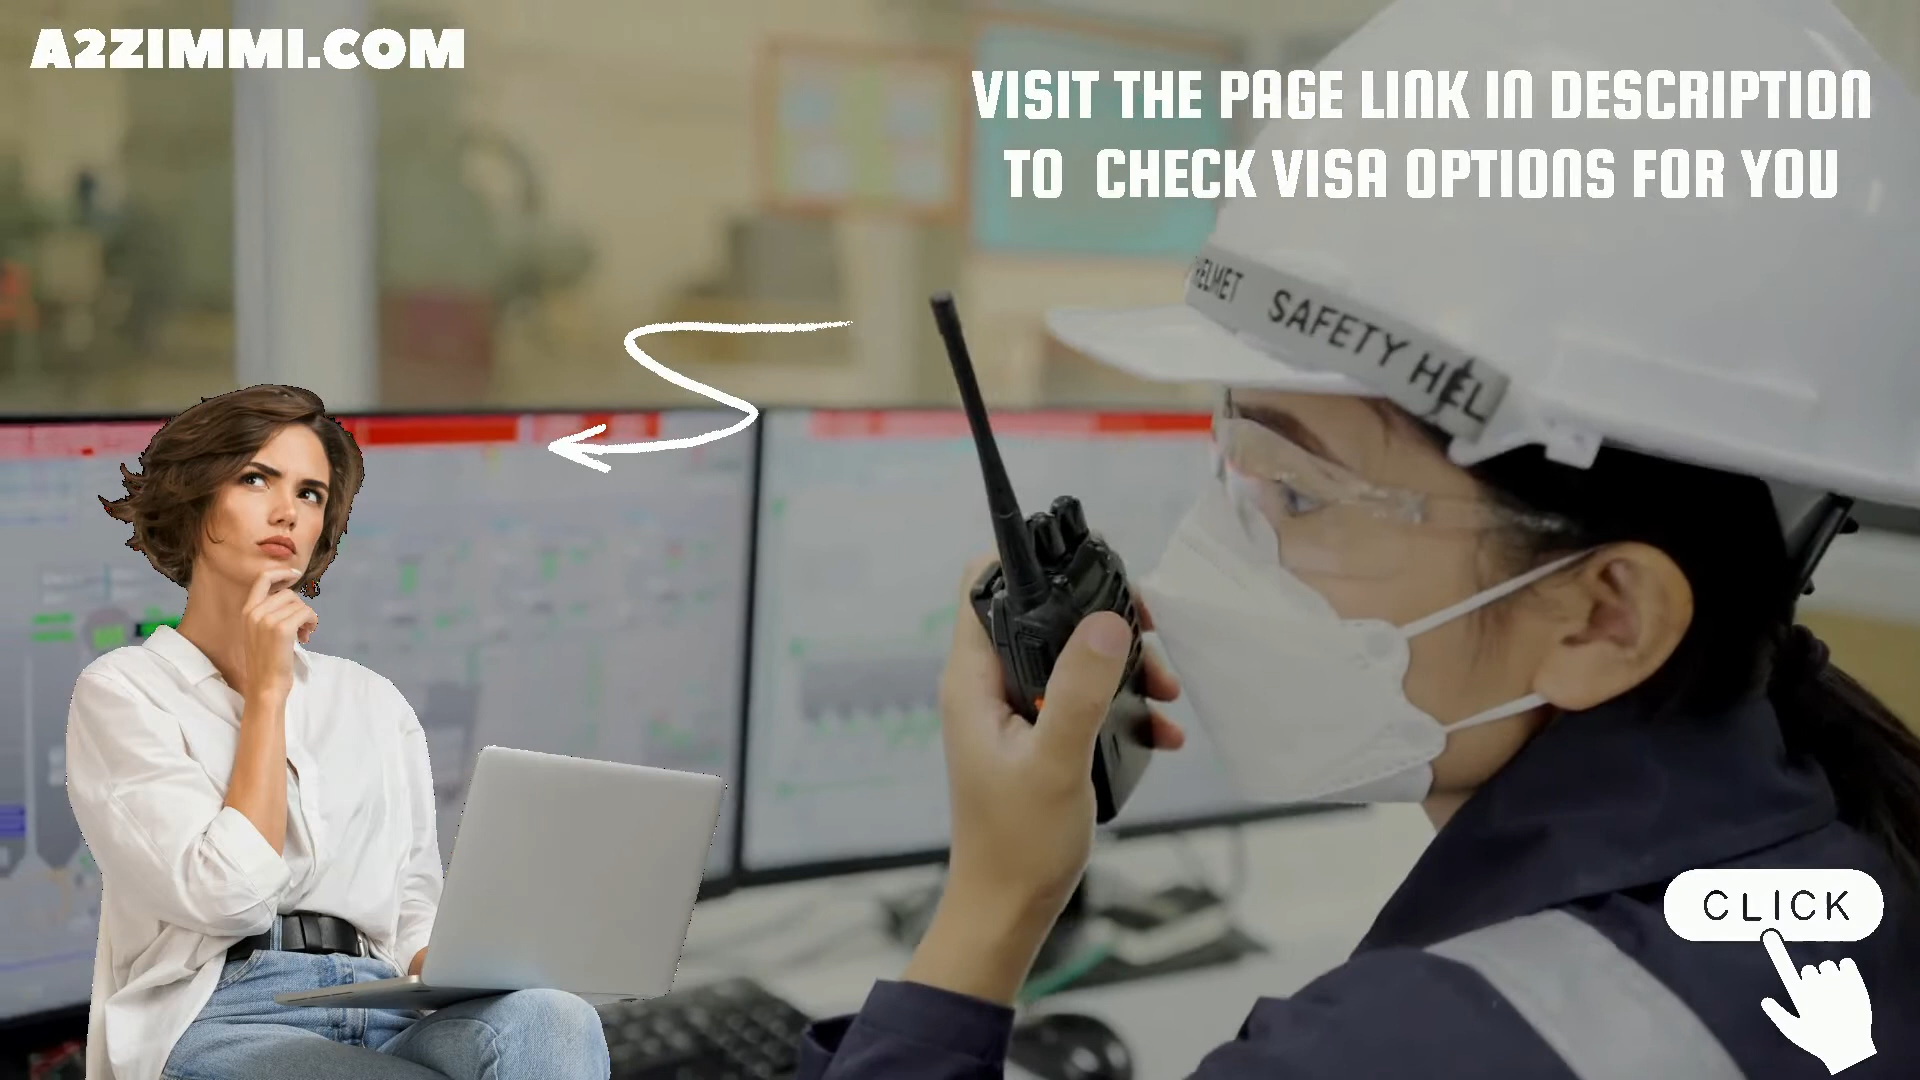 A2ZIMMI.COM
VISIT THE PAGE LINK IN DESCRIPTION
TO CHECK VISA OPTIONS FOR YOU
HELMET SAFETY HEL
CLICK